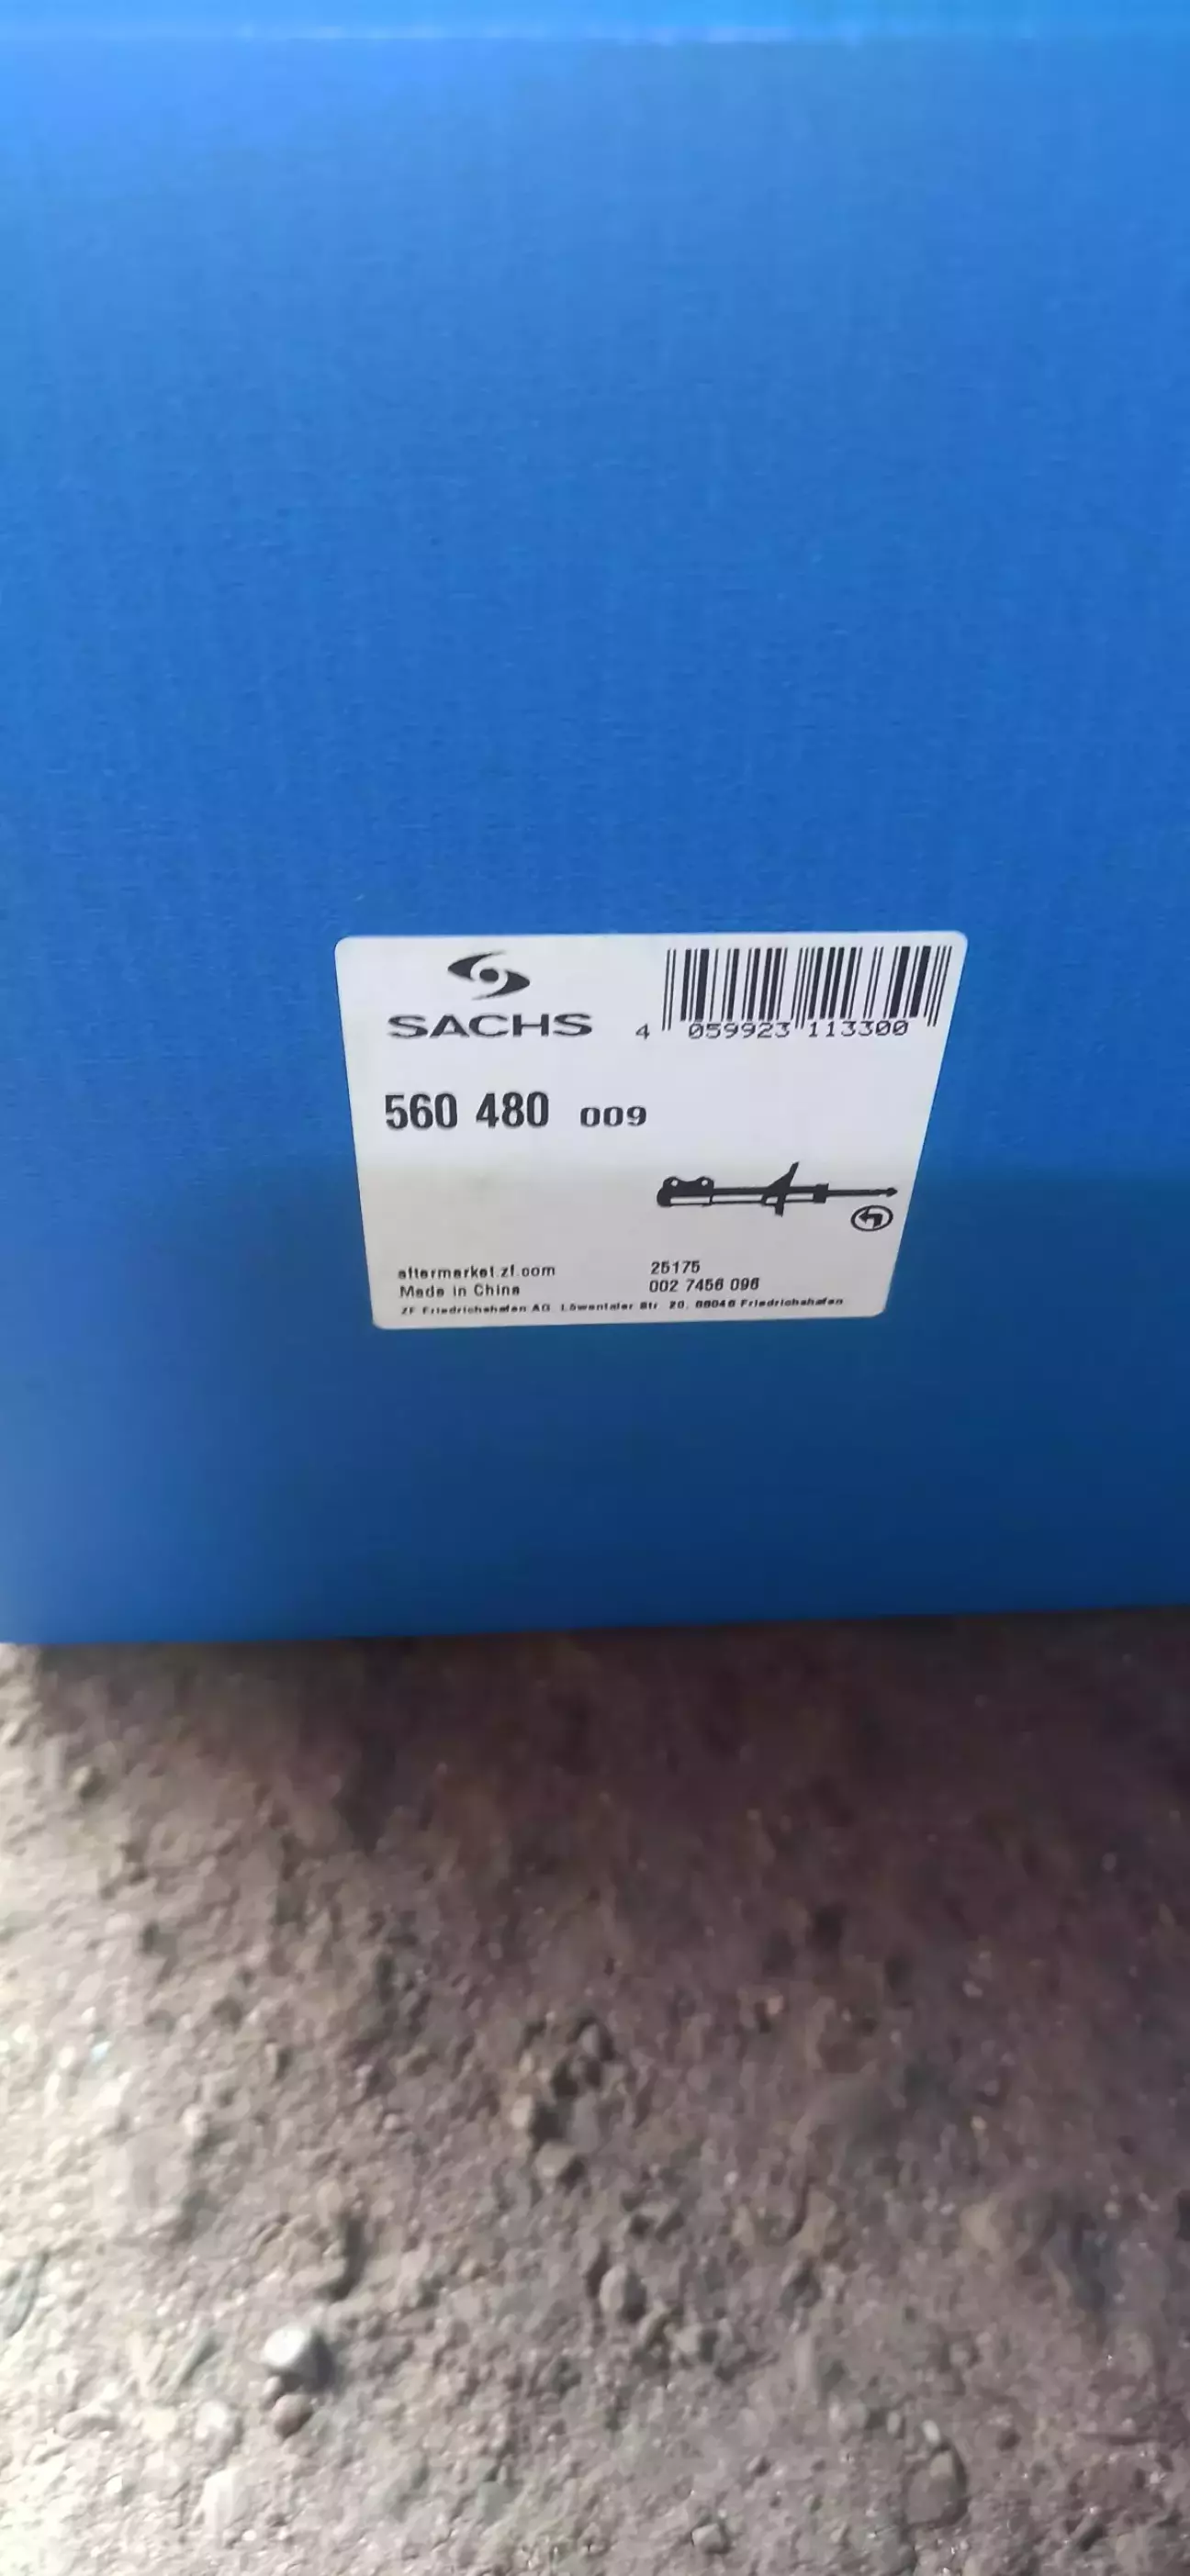 SACHS
4 059923 113300
560 480 009
aftermarket.zf.com
25175
Made in China
002 7456 096
ZF Friedrichshafen AG, Löwentaler Str. 20, 88046 Friedrichshafen